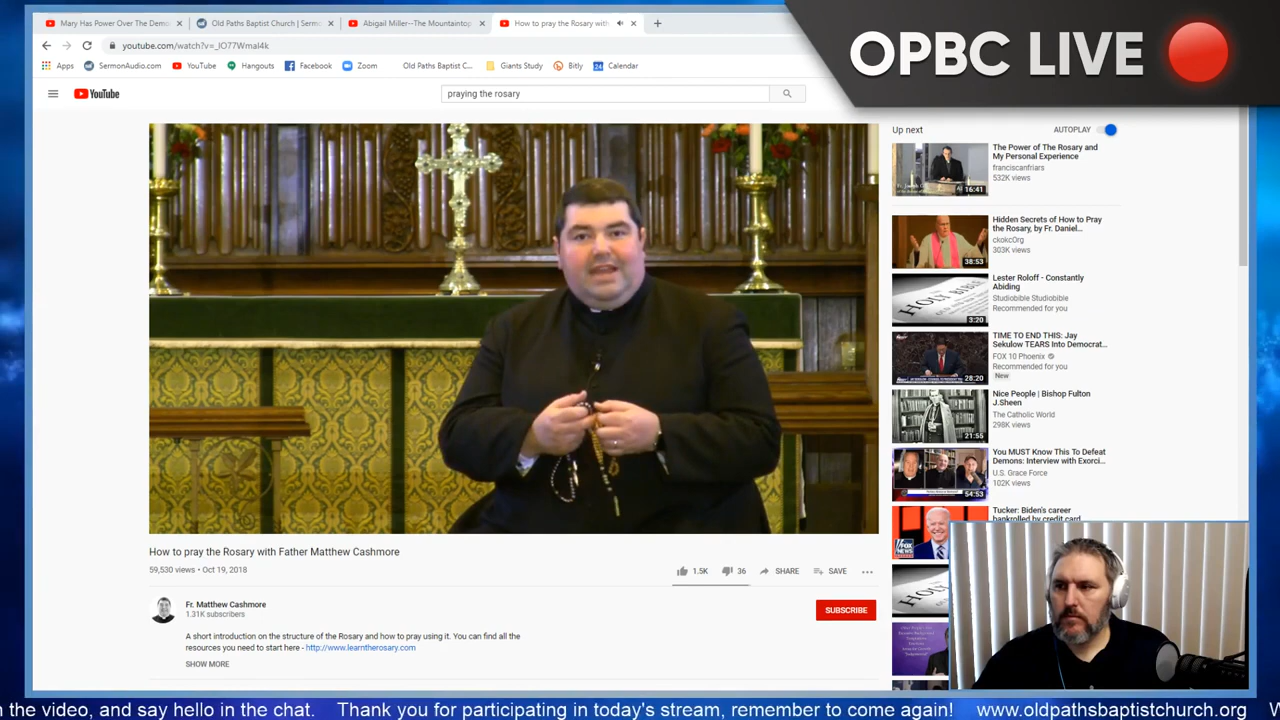 Mary Has Power Over The Demo
Old Paths Baptist Church | Sermo
Abigail Miller--The Mountaintop
How to pray the Rosary with
OPBC LIVE
youtube.com/watch?v=_IO77WmaI4k
Apps
SermonAudio.com
YouTube
Hangouts
Facebook
Zoom
Old Paths Baptist C...
Giants Study
Bitly
24
Calendar
YouTube
praying the rosary
Up next
AUTOPLAY
The Power of The Rosary and
My Personal Experience
franciscanfriars
532K views
16:41
Hidden Secrets of How to Pray
the Rosary, by Fr. Daniel...
ckokcOrg
303K views
38:53
Lester Roloff - Constantly
Abiding
Studiobible Studiobible
Recommended for you
HOLY BIBLE
3:20
TIME TO END THIS: Jay
Sekulow TEARS Into Democrat...
FOX 10 Phoenix
Recommended for you
New
28:20
Nice People | Bishop Fulton
J.Sheen
The Catholic World
298K views
21:55
You MUST Know This To Defeat
Demons: Interview with Exorci...
U.S. Grace Force
102K views
54:53
Tucker: Biden's career
bankrolled by credit card
FOX
NEWS
How to pray the Rosary with Father Matthew Cashmore
59,530 views • Oct 19, 2018
1.5K
36
SHARE
SAVE
Fr. Matthew Cashmore
1.31K subscribers
SUBSCRIBE
A short introduction on the structure of the Rosary and how to pray using it. You can find all the
resources you need to start here - http://www.learntherosary.com
SHOW MORE
n the video, and say hello in the chat. Thank you for participating in today's stream, remember to come again! www.oldpathsbaptistchurch.org